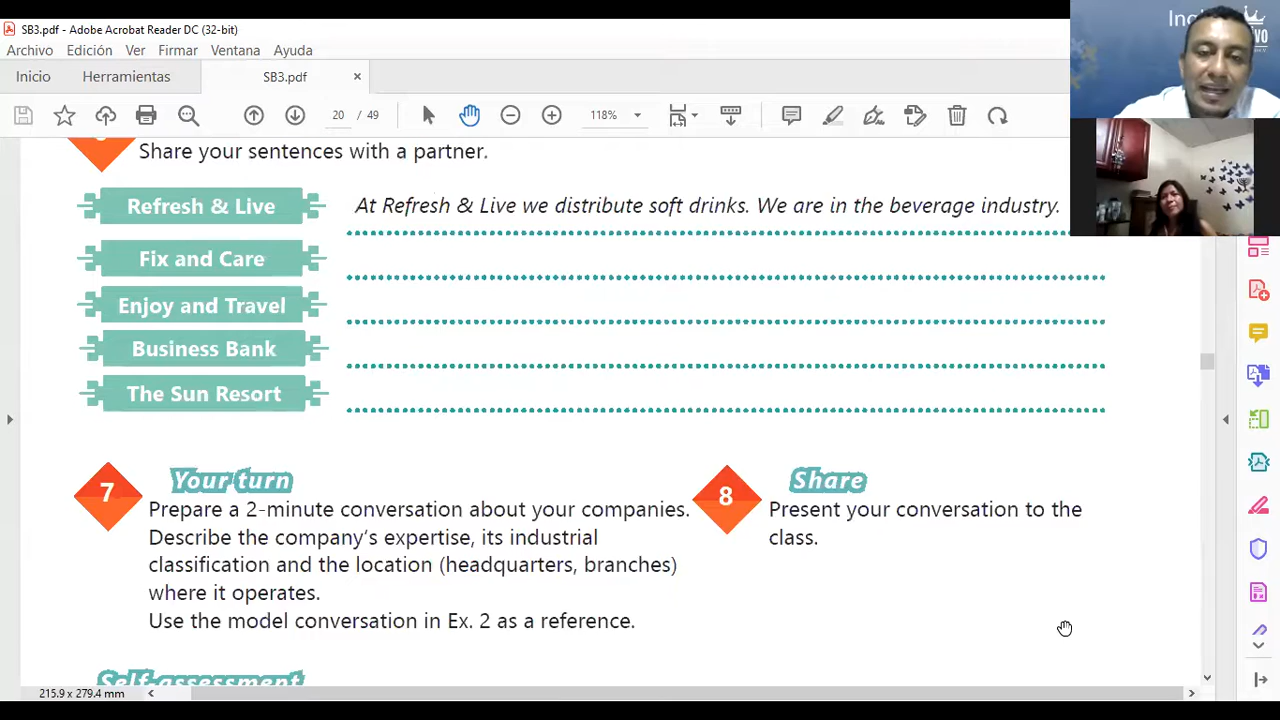 SB3.pdf - Adobe Acrobat Reader DC (32-bit)
Archivo Edición Ver Firmar Ventana Ayuda
Inicio Herramientas SB3.pdf ×
20 / 49 118%
Share your sentences with a partner.
Refresh & Live At Refresh & Live we distribute soft drinks. We are in the beverage industry.
Fix and Care
Enjoy and Travel
Business Bank
The Sun Resort
7 Your turn
Prepare a 2-minute conversation about your companies.
Describe the company's expertise, its industrial
classification and the location (headquarters, branches)
where it operates.
Use the model conversation in Ex. 2 as a reference.
8 Share
Present your conversation to the
class.
Self-assessment
215.9 x 279.4 mm